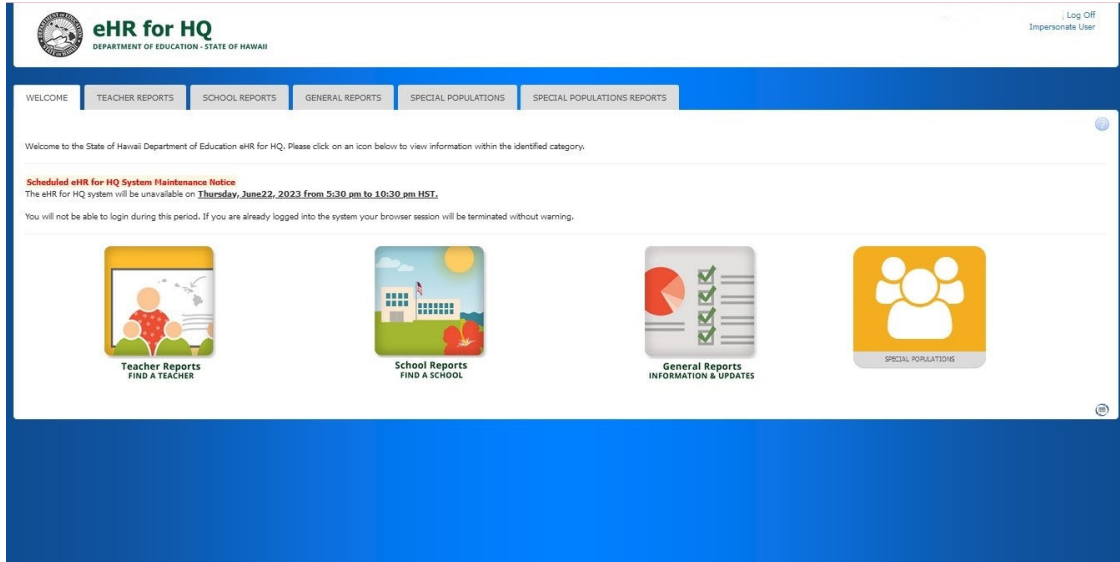 , Log Off
Impersonate User
eHR for HQ
DEPARTMENT OF EDUCATION - STATE OF HAWAII
WELCOME
TEACHER REPORTS
SCHOOL REPORTS
GENERAL REPORTS
SPECIAL POPULATIONS
SPECIAL POPULATIONS REPORTS
?
Welcome to the State of Hawaii Department of Education eHR for HQ. Please click on an icon below to view information within the identified category.
Scheduled eHR for HQ System Maintenance Notice
The eHR for HQ system will be unavailable on Thursday, June22, 2023 from 5:30 pm to 10:30 pm HST.
You will not be able to login during this period. If you are already logged into the system your browser session will be terminated without warning.
Teacher Reports
FIND A TEACHER
School Reports
FIND A SCHOOL
General Reports
INFORMATION & UPDATES
SPECIAL POPULATIONS